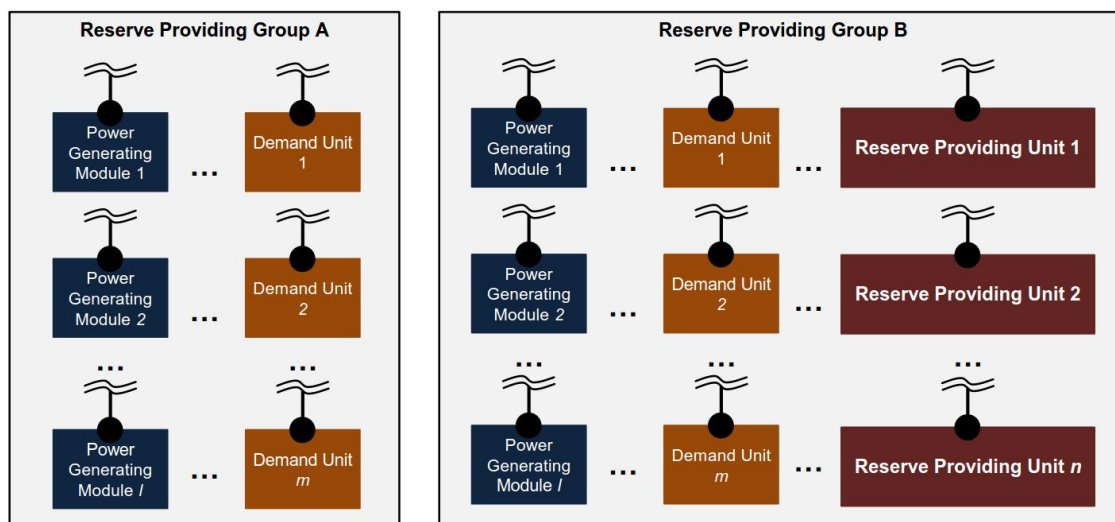 Reserve Providing Group A
Power
Generating
Module 1
...
Demand Unit
1
Power
Generating
Module 2
...
Demand Unit
2
...
...
Power
Generating
Module l
...
Demand Unit
m
Reserve Providing Group B
Power
Generating
Module 1
...
Demand Unit
1
...
Reserve Providing Unit 1
Power
Generating
Module 2
...
Demand Unit
2
...
Reserve Providing Unit 2
...
...
...
Power
Generating
Module l
...
Demand Unit
m
...
Reserve Providing Unit n